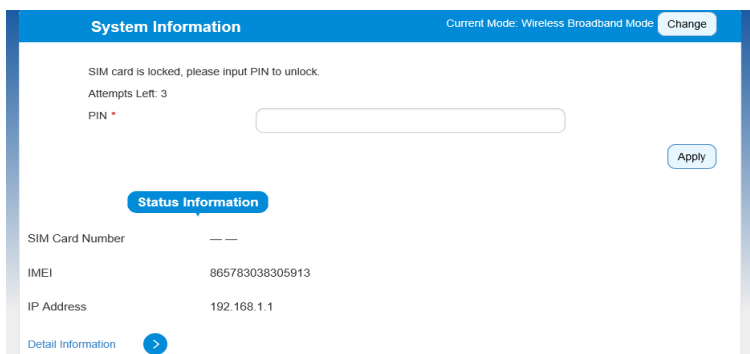 System Information
Current Mode: Wireless Broadband Mode Change
SIM card is locked, please input PIN to unlock.
Attempts Left: 3
PIN *
Apply
Status Information
SIM Card Number — —
IMEI 865783038305913
IP Address 192.168.1.1
Detail Information >